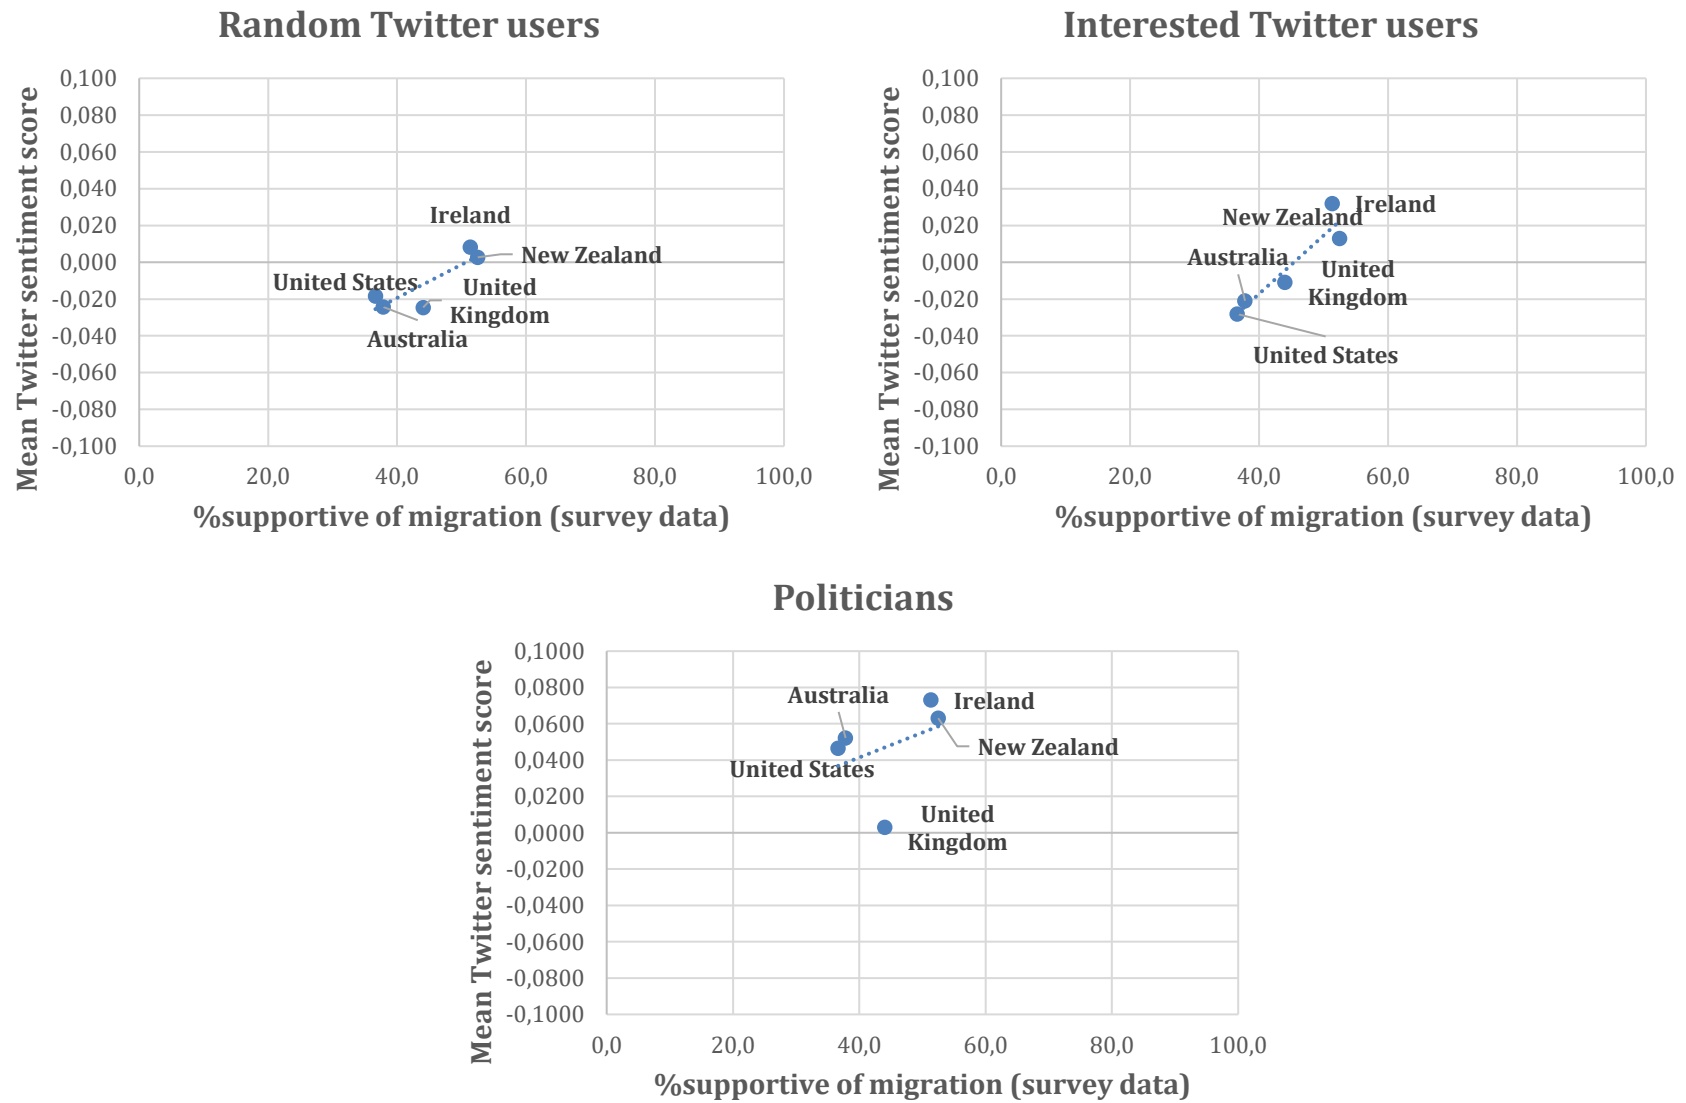 Random Twitter users
Mean Twitter sentiment score
0,100
0,080
0,060
0,040
0,020
0,000
-0,020
-0,040
-0,060
-0,080
-0,100
Ireland
New Zealand
United States
United
Kingdom
Australia
0,0 20,0 40,0 60,0 80,0 100,0
%supportive of migration (survey data)
Interested Twitter users
Mean Twitter sentiment score
0,100
0,080
0,060
0,040
0,020
0,000
-0,020
-0,040
-0,060
-0,080
-0,100
Ireland
New Zealand
Australia
United
Kingdom
United States
0,0 20,0 40,0 60,0 80,0 100,0
%supportive of migration (survey data)
Politicians
Mean Twitter sentiment score
0,1000
0,0800
0,0600
0,0400
0,0200
0,0000
-0,0200
-0,0400
-0,0600
-0,0800
-0,1000
Australia
Ireland
New Zealand
United States
United
Kingdom
0,0 20,0 40,0 60,0 80,0 100,0
%supportive of migration (survey data)